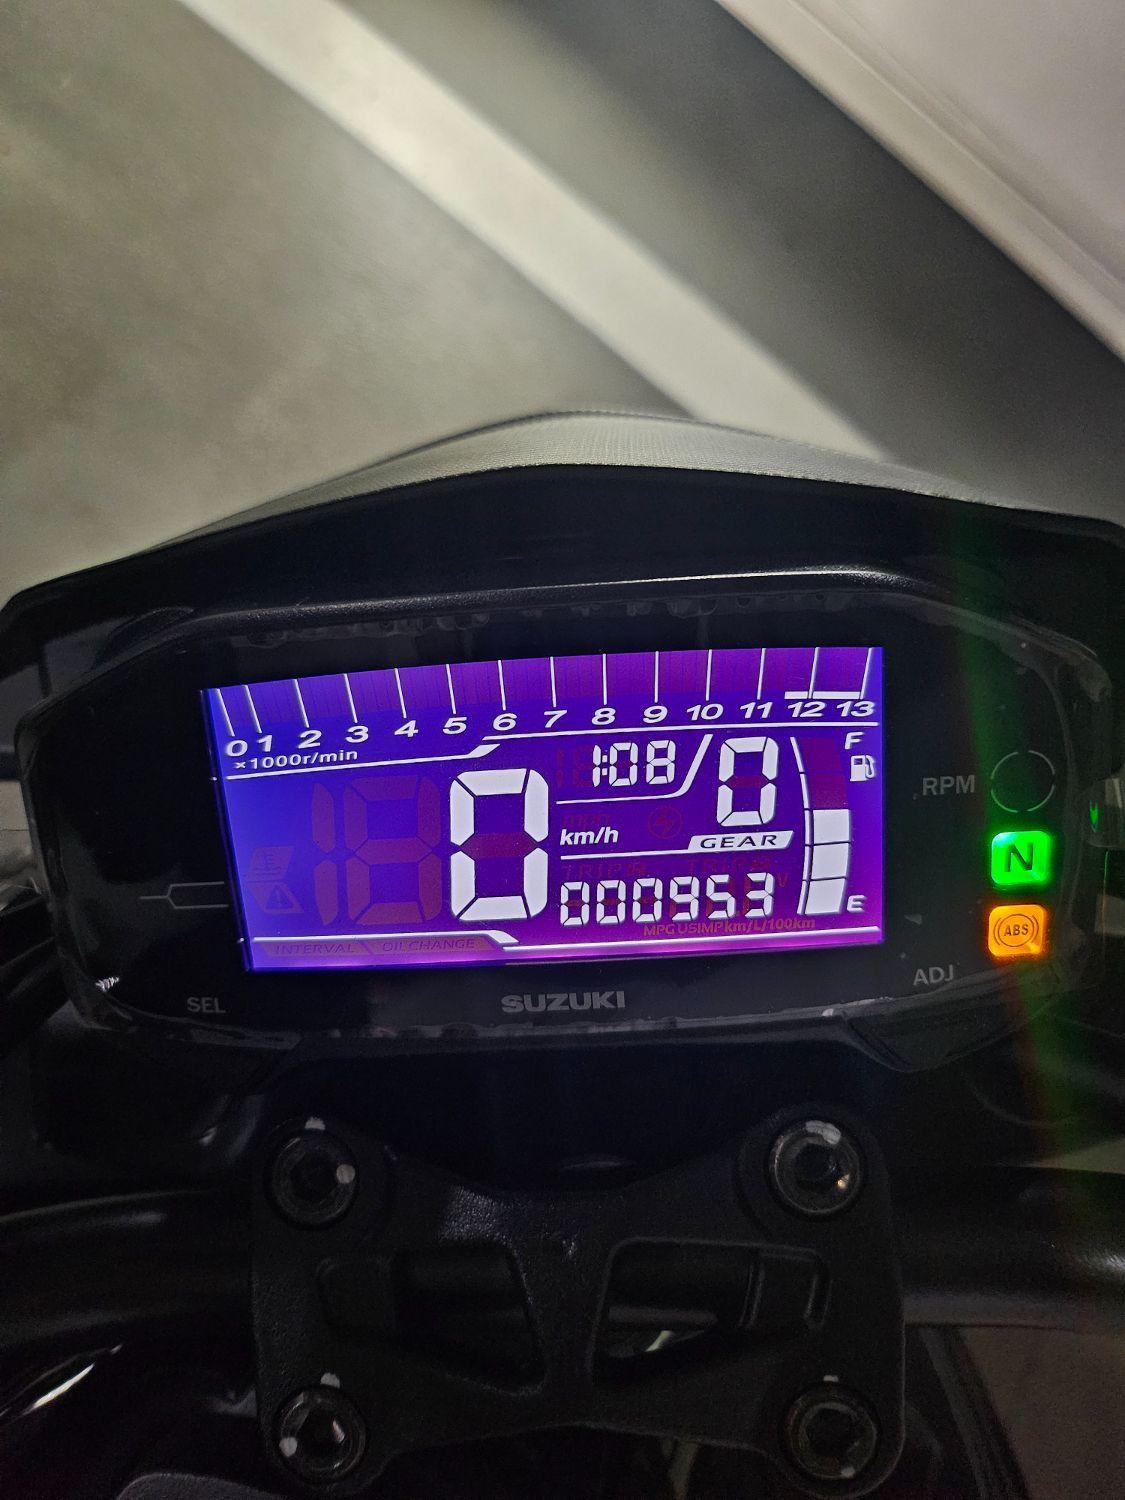 0 1 2 3 4 5 6 7 8 9 10 11 12 13
×1000r/min
1:08
0
F
0
km/h
GEAR
000953
E
INTERVAL OIL CHANGE
MPG US IMP km/L/100km
RPM
N
ABS
SEL
SUZUKI
ADJ